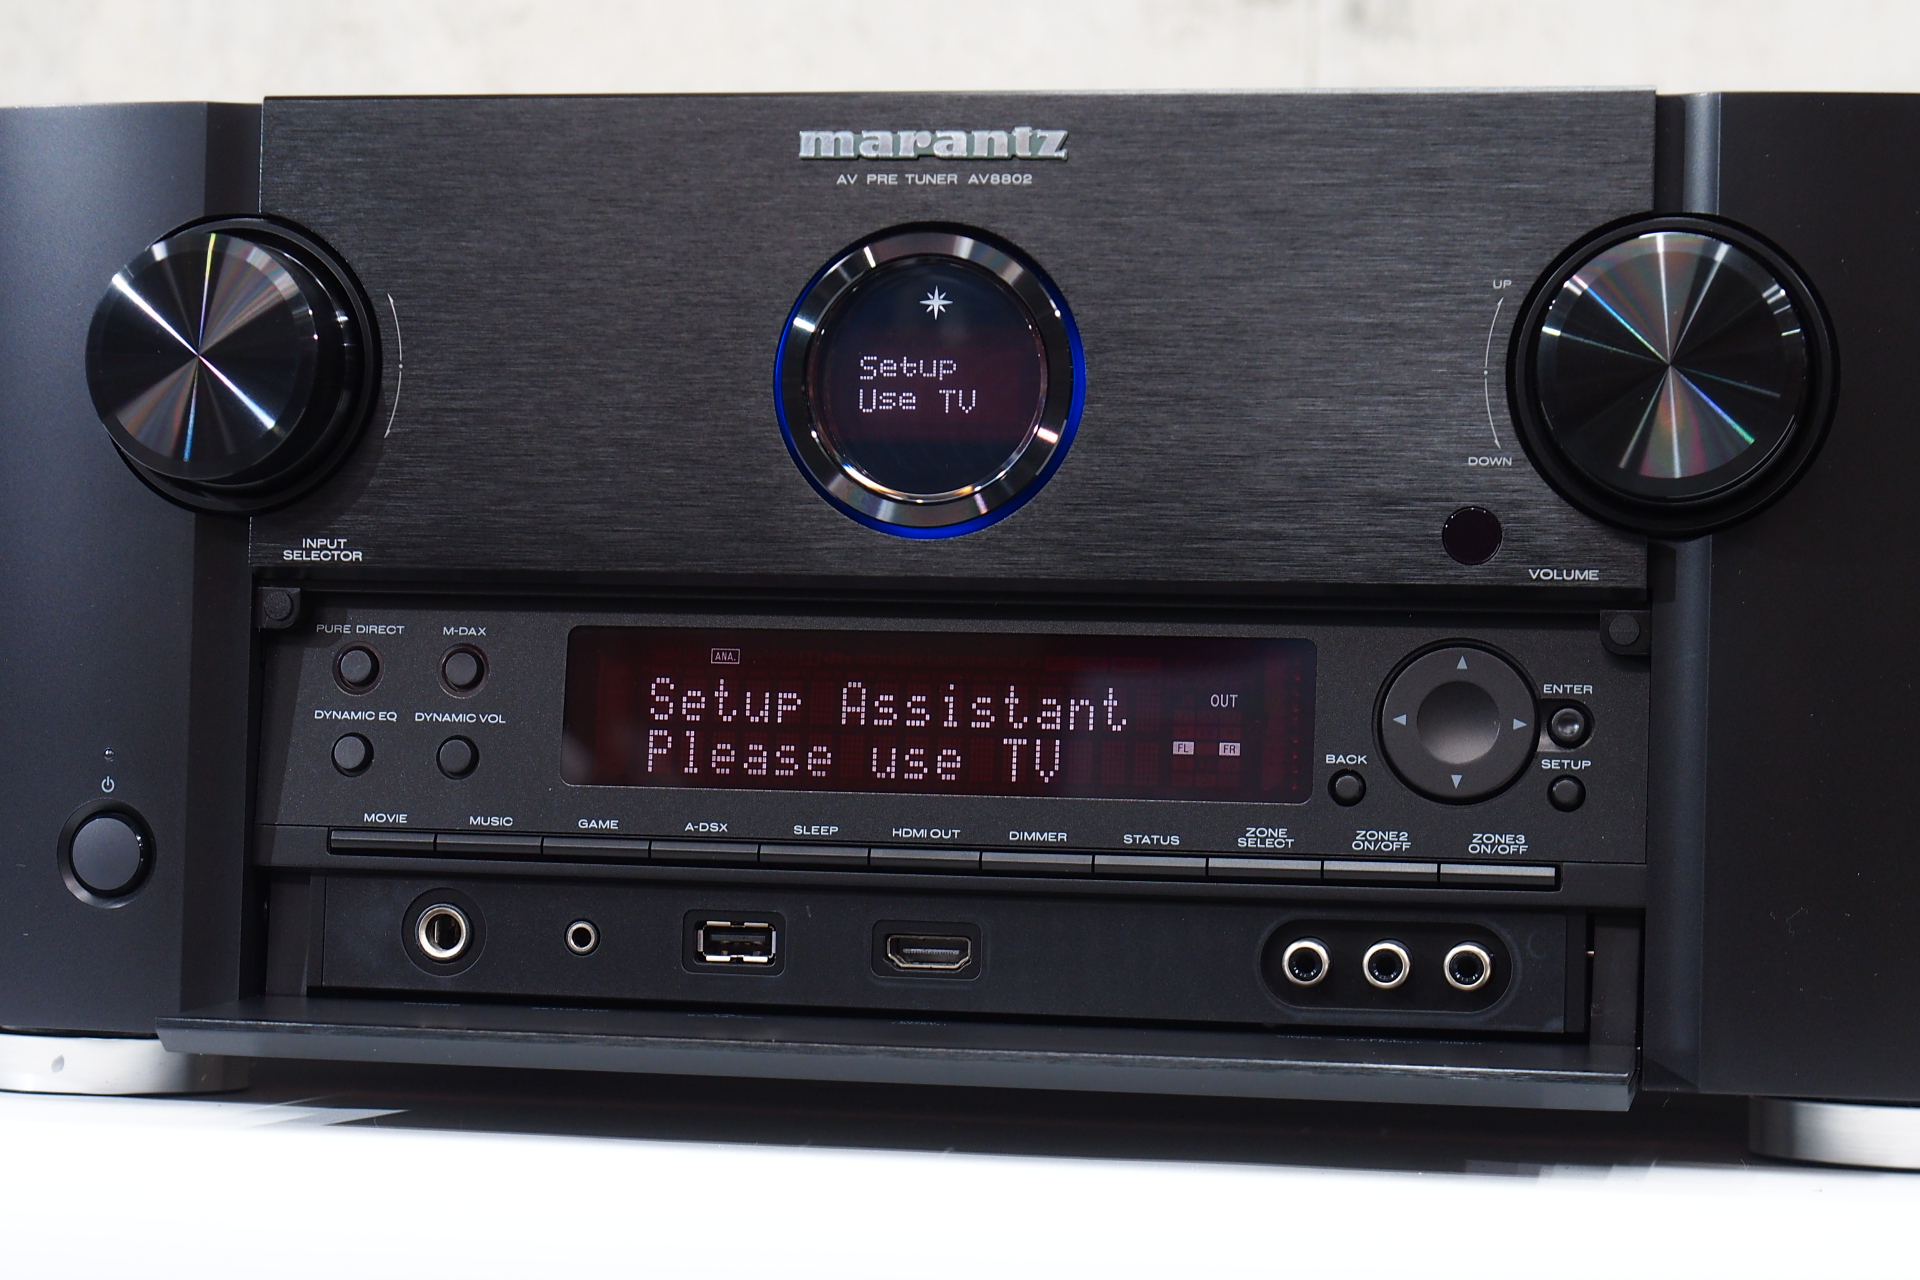 marantz
AV PRE TUNER AV8802
Setup
Use TV
UP
DOWN
INPUT
SELECTOR
VOLUME
PURE DIRECT
M-DAX
DYNAMIC EQ
DYNAMIC VOL
ANA.
Setup Assistant
OUT
Please use TV
FL
FR
ENTER
BACK
SETUP
MOVIE
MUSIC
GAME
A-DSX
SLEEP
HDMI OUT
DIMMER
STATUS
ZONE
SELECT
ZONE2
ON/OFF
ZONE3
ON/OFF